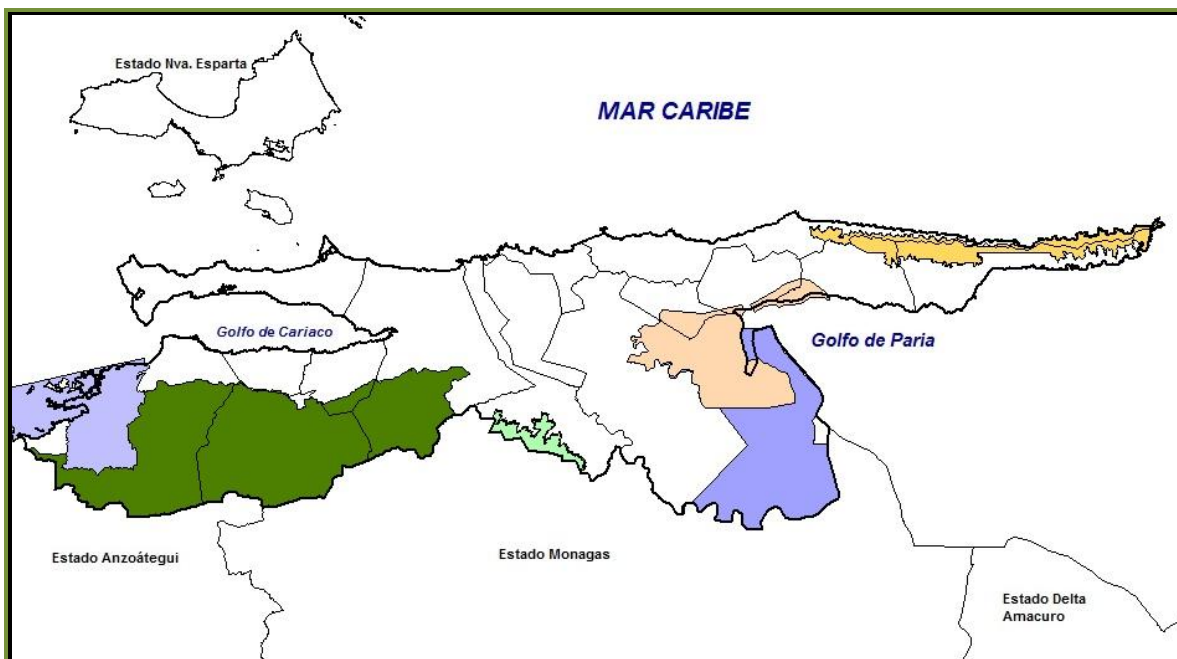 Estado Nva. Esparta
MAR CARIBE
Golfo de Cariaco
Golfo de Paria
Estado Anzoátegui
Estado Monagas
Estado Delta
Amacuro